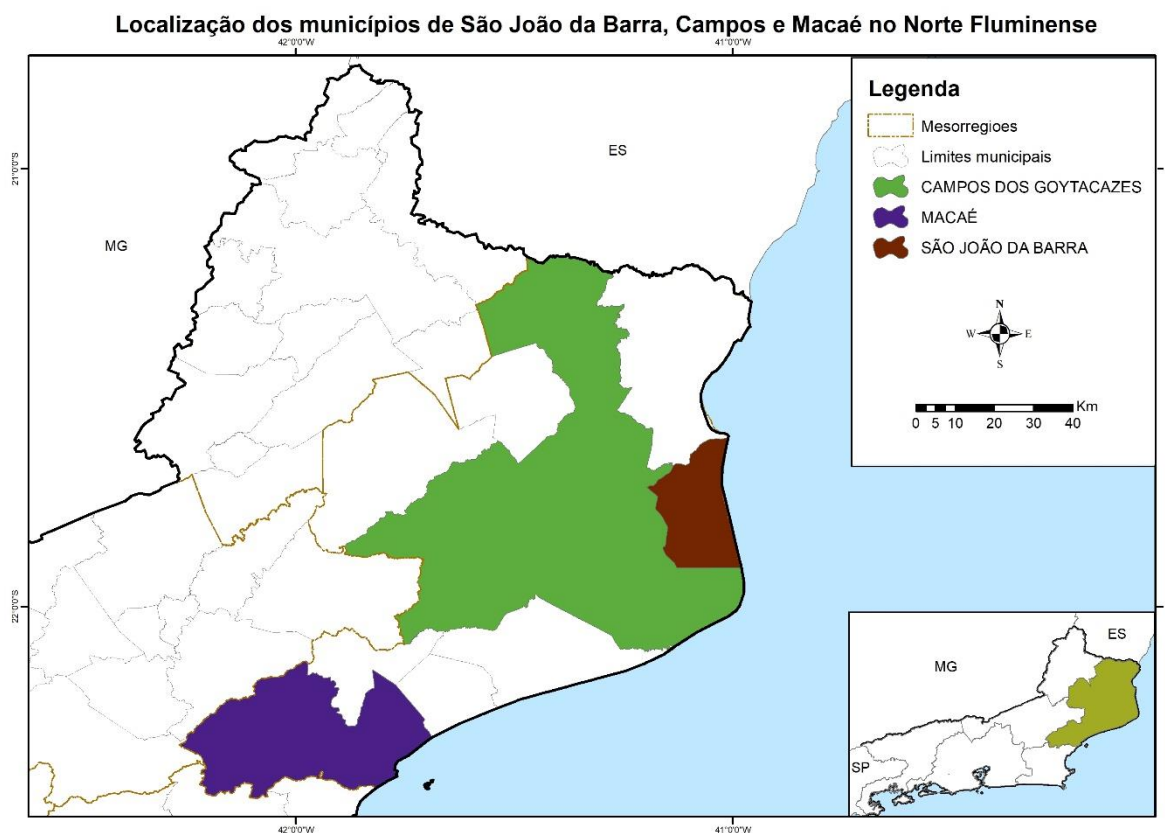 Localização dos municípios de São João da Barra, Campos e Macaé no Norte Fluminense
42°0'0"W
41°0'0"W
Legenda
Mesorregioes
Limites municipais
CAMPOS DOS GOYTACAZES
MACAÉ
SÃO JOÃO DA BARRA
N
W E
S
Km
0 5 10 20 30 40
ES
MG
21°0'0"S
22°0'0"S
ES
MG
SP
42°0'0"W
41°0'0"W